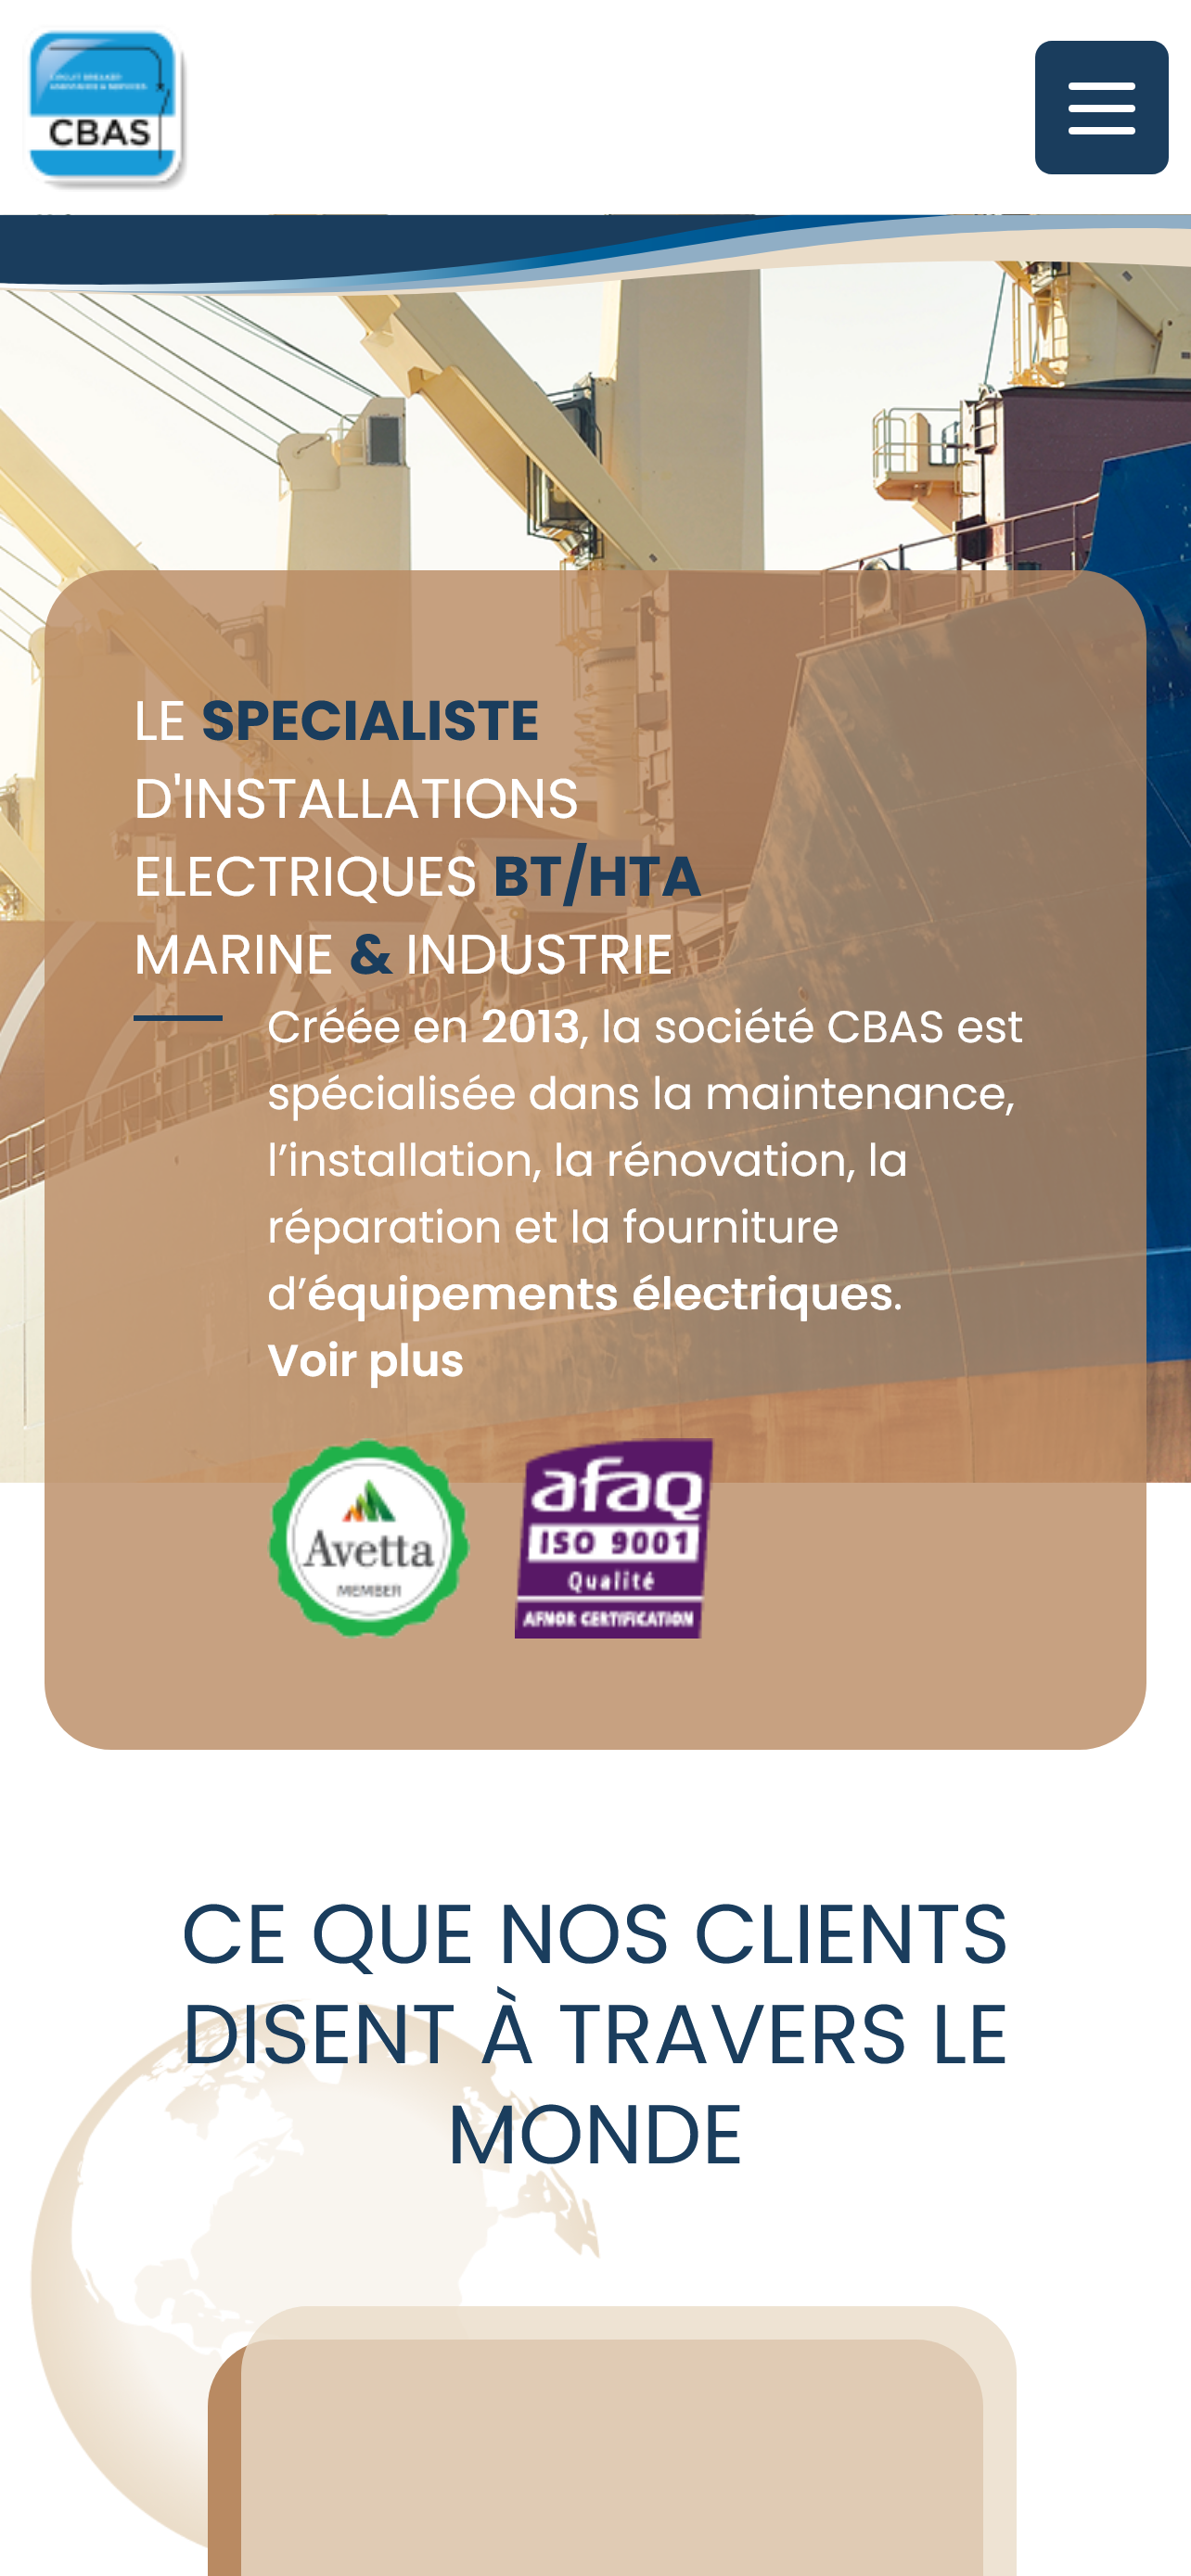 CBAS
LE SPECIALISTE
D'INSTALLATIONS
ELECTRIQUES BT/HTA
MARINE & INDUSTRIE
Créée en 2013, la société CBAS est
spécialisée dans la maintenance,
l’installation, la rénovation, la
réparation et la fourniture
d’équipements électriques.
Voir plus
Avetta
MEMBER
afaq
ISO 9001
Qualité
AFNOR CERTIFICATION
CE QUE NOS CLIENTS
DISENT À TRAVERS LE
MONDE